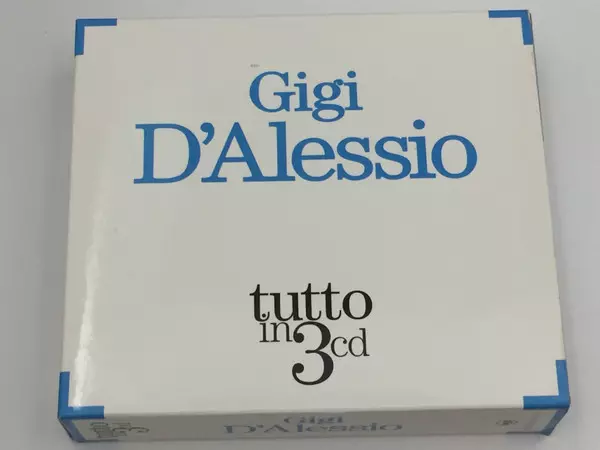 Gigi
D'Alessio
tutto
in 3cd
Gigi
D'Alessio